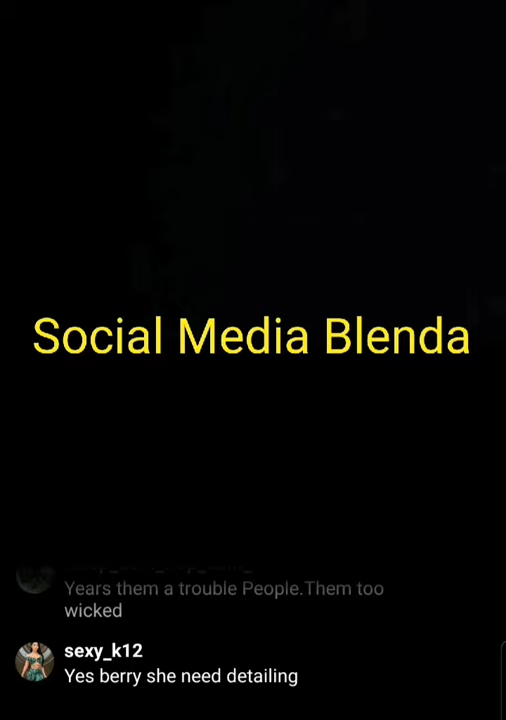 Social Media Blenda
Years them a trouble People.Them too
wicked
sexy_k12
Yes berry she need detailing